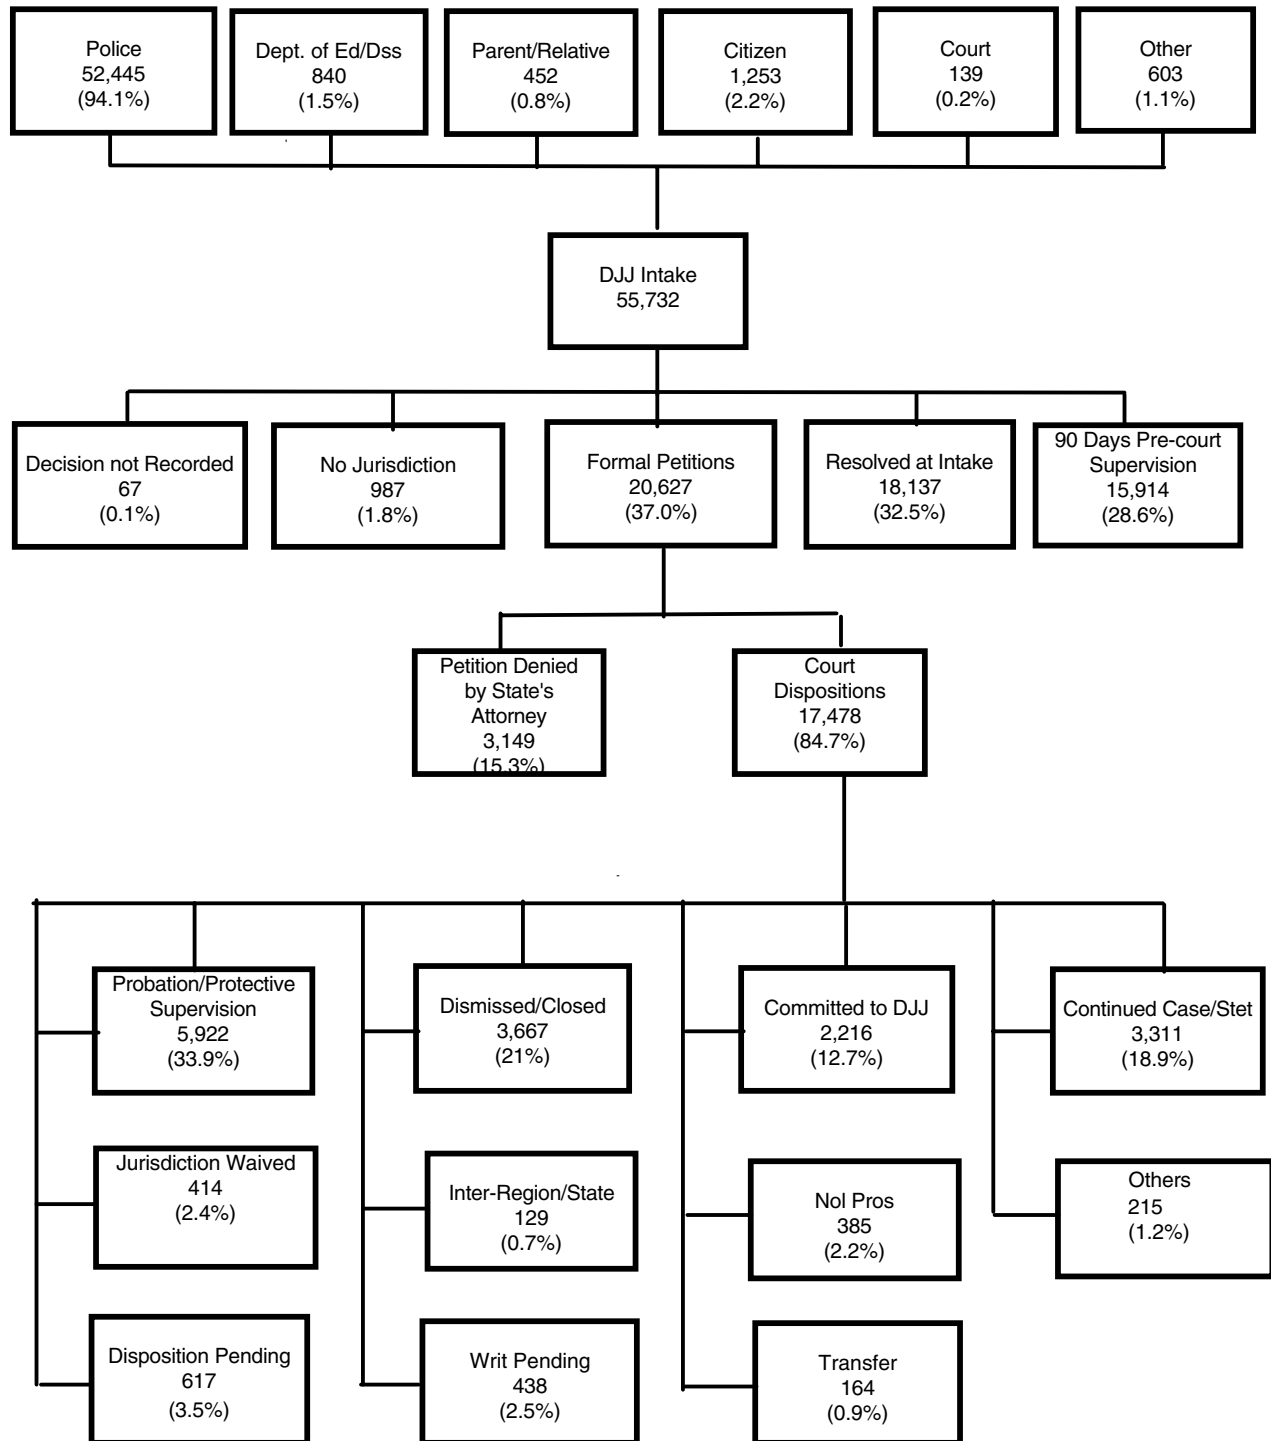 Police
52,445
(94.1%)
Dept. of Ed/Dss
840
(1.5%)
Parent/Relative
452
(0.8%)
Citizen
1,253
(2.2%)
Court
139
(0.2%)
Other
603
(1.1%)
DJJ Intake
55,732
Decision not Recorded
67
(0.1%)
No Jurisdiction
987
(1.8%)
Formal Petitions
20,627
(37.0%)
Resolved at Intake
18,137
(32.5%)
90 Days Pre-court
Supervision
15,914
(28.6%)
Petition Denied
by State's
Attorney
3,149
(15.3%)
Court
Dispositions
17,478
(84.7%)
Probation/Protective
Supervision
5,922
(33.9%)
Dismissed/Closed
3,667
(21%)
Committed to DJJ
2,216
(12.7%)
Continued Case/Stet
3,311
(18.9%)
Jurisdiction Waived
414
(2.4%)
Inter-Region/State
129
(0.7%)
Nol Pros
385
(2.2%)
Others
215
(1.2%)
Disposition Pending
617
(3.5%)
Writ Pending
438
(2.5%)
Transfer
164
(0.9%)